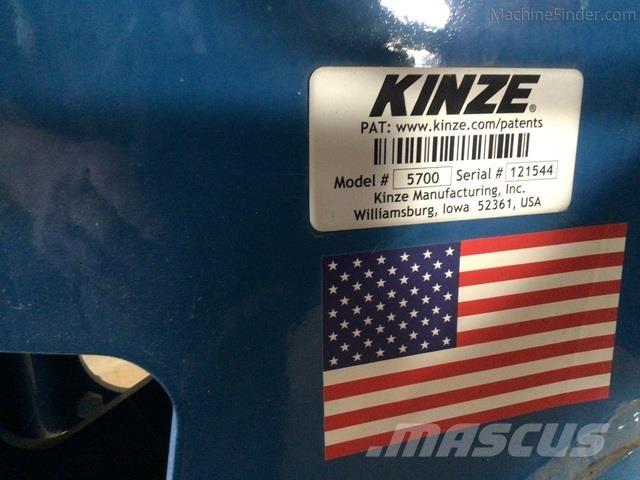 MachineFinder.com
KINZE®
PAT: www.kinze.com/patents
Model # 5700 Serial # 121544
Kinze Manufacturing, Inc.
Williamsburg, Iowa 52361, USA
MASCUS